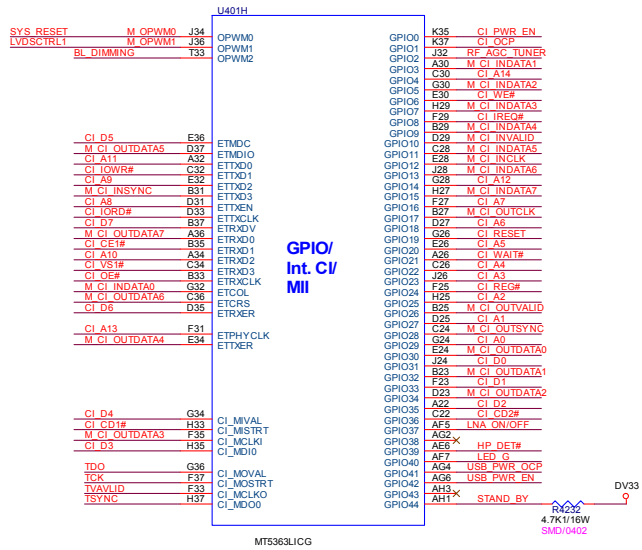 U401H
SYS_RESET M_OPWM0 J34 OPWM0
LVDSCTRL1 M_OPWM1 J36 OPWM1
BL_DIMMING T33 OPWM2
CI_D5 E36 ETMDC
M_CI_OUTDATA5 D37 ETMDIO
CI_A11 A32 ETTXD0
CI_IOWR# C32 ETTXD1
CI_A9 E32 ETTXD2
M_CI_INSYNC B31 ETTXD3
CI_A8 D31 ETTXEN
CI_IORD# D33 ETTXCLK
CI_D7 B37 ETRXDV
M_CI_OUTDATA7 A36 ETRXD0
CI_CE1# B35 ETRXD1
CI_A10 A34 ETRXD2
CI_VS1# C34 ETRXD3
CI_OE# B33 ETRXCLK
M_CI_INDATA0 G32 ETCOL
M_CI_OUTDATA6 C36 ETCRS
CI_D6 D35 ETRXER
CI_A13 F31 ETPHYCLK
M_CI_OUTDATA4 E34 ETTXER
CI_D4 G34 CI_MIVAL
CI_CD1# H33 CI_MISTRT
M_CI_OUTDATA3 F35 CI_MCLKI
CI_D3 H35 CI_MDI0
TDO G36 CI_MOVAL
TCK F37 CI_MOSTRT
TVAVLID F33 CI_MCLKO
TSYNC H37 CI_MDO0
GPIO/
Int. CI/
MII
GPIO0 K35 CI_PWR_EN
GPIO1 K37 CI_OCP
GPIO2 J32 RF_AGC_TUNER
GPIO3 A30 M_CI_INDATA1
GPIO4 C30 CI_A14
GPIO5 G30 M_CI_INDATA2
GPIO6 E30 CI_WE#
GPIO7 H29 M_CI_INDATA3
GPIO8 F29 CI_IREQ#
GPIO9 B29 M_CI_INDATA4
GPIO10 D29 M_CI_INVALID
GPIO11 C28 M_CI_INDATA5
GPIO12 E28 M_CI_INCLK
GPIO13 J28 M_CI_INDATA6
GPIO14 G28 CI_A12
GPIO15 H27 M_CI_INDATA7
GPIO16 F27 CI_A7
GPIO17 B27 M_CI_OUTCLK
GPIO18 D27 CI_A6
GPIO19 G26 CI_RESET
GPIO20 E26 CI_A5
GPIO21 A26 CI_WAIT#
GPIO22 C26 CI_A4
GPIO23 J26 CI_A3
GPIO24 F25 CI_REG#
GPIO25 H25 CI_A2
GPIO26 B25 M_CI_OUTVALID
GPIO27 D25 CI_A1
GPIO28 C24 M_CI_OUTSYNC
GPIO29 G24 CI_A0
GPIO30 E24 M_CI_OUTDATA0
GPIO31 J24 CI_D0
GPIO32 B23 M_CI_OUTDATA1
GPIO33 F23 CI_D1
GPIO34 D23 M_CI_OUTDATA2
GPIO35 A22 CI_D2
GPIO36 C22 CI_CD2#
GPIO37 AF5 LNA_ON/OFF
GPIO38 AG2
GPIO39 AE6 HP_DET#
GPIO40 AF7 LED_G
GPIO41 AG4 USB_PWR_OCP
GPIO42 AG6 USB_PWR_EN
GPIO43 AH3
GPIO44 AH1 STAND_BY
DV33
R4232
4.7K1/16W
SMD/0402
MT5363LICG